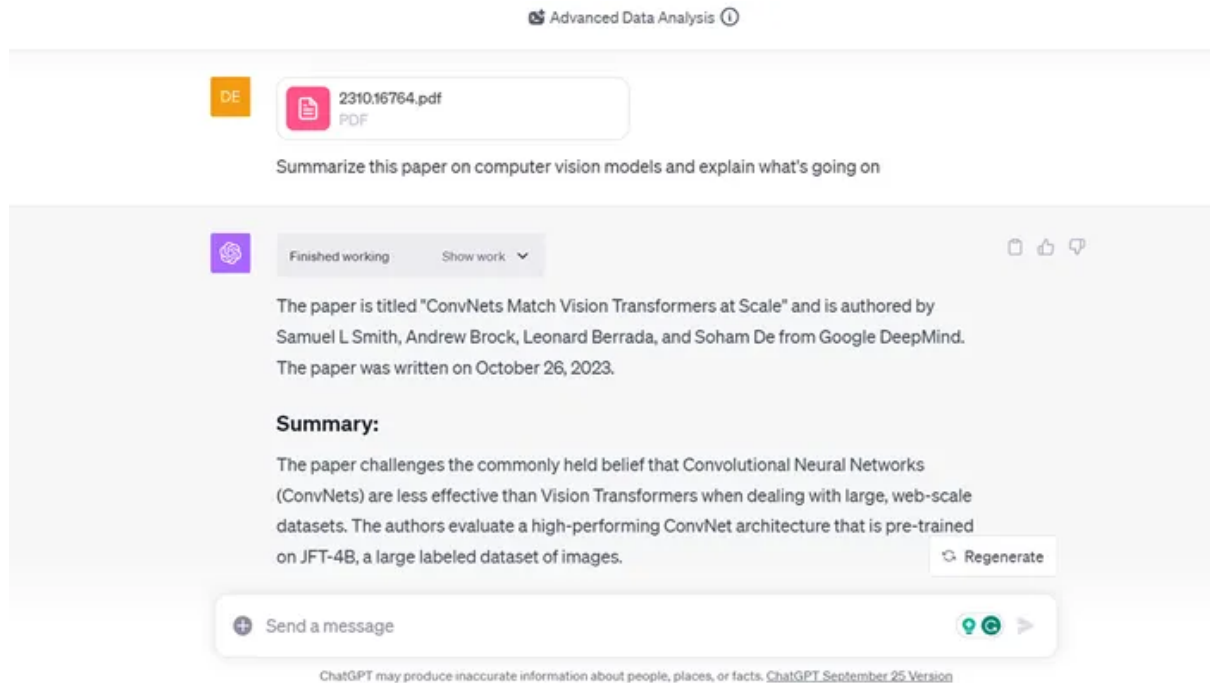 Advanced Data Analysis
DE
2310.16764.pdf
PDF
Summarize this paper on computer vision models and explain what's going on
Finished working Show work
The paper is titled "ConvNets Match Vision Transformers at Scale" and is authored by
Samuel L Smith, Andrew Brock, Leonard Berrada, and Soham De from Google DeepMind.
The paper was written on October 26, 2023.
Summary:
The paper challenges the commonly held belief that Convolutional Neural Networks
(ConvNets) are less effective than Vision Transformers when dealing with large, web-scale
datasets. The authors evaluate a high-performing ConvNet architecture that is pre-trained
on JFT-4B, a large labeled dataset of images.
Regenerate
Send a message
ChatGPT may produce inaccurate information about people, places, or facts. ChatGPT September 25 Version